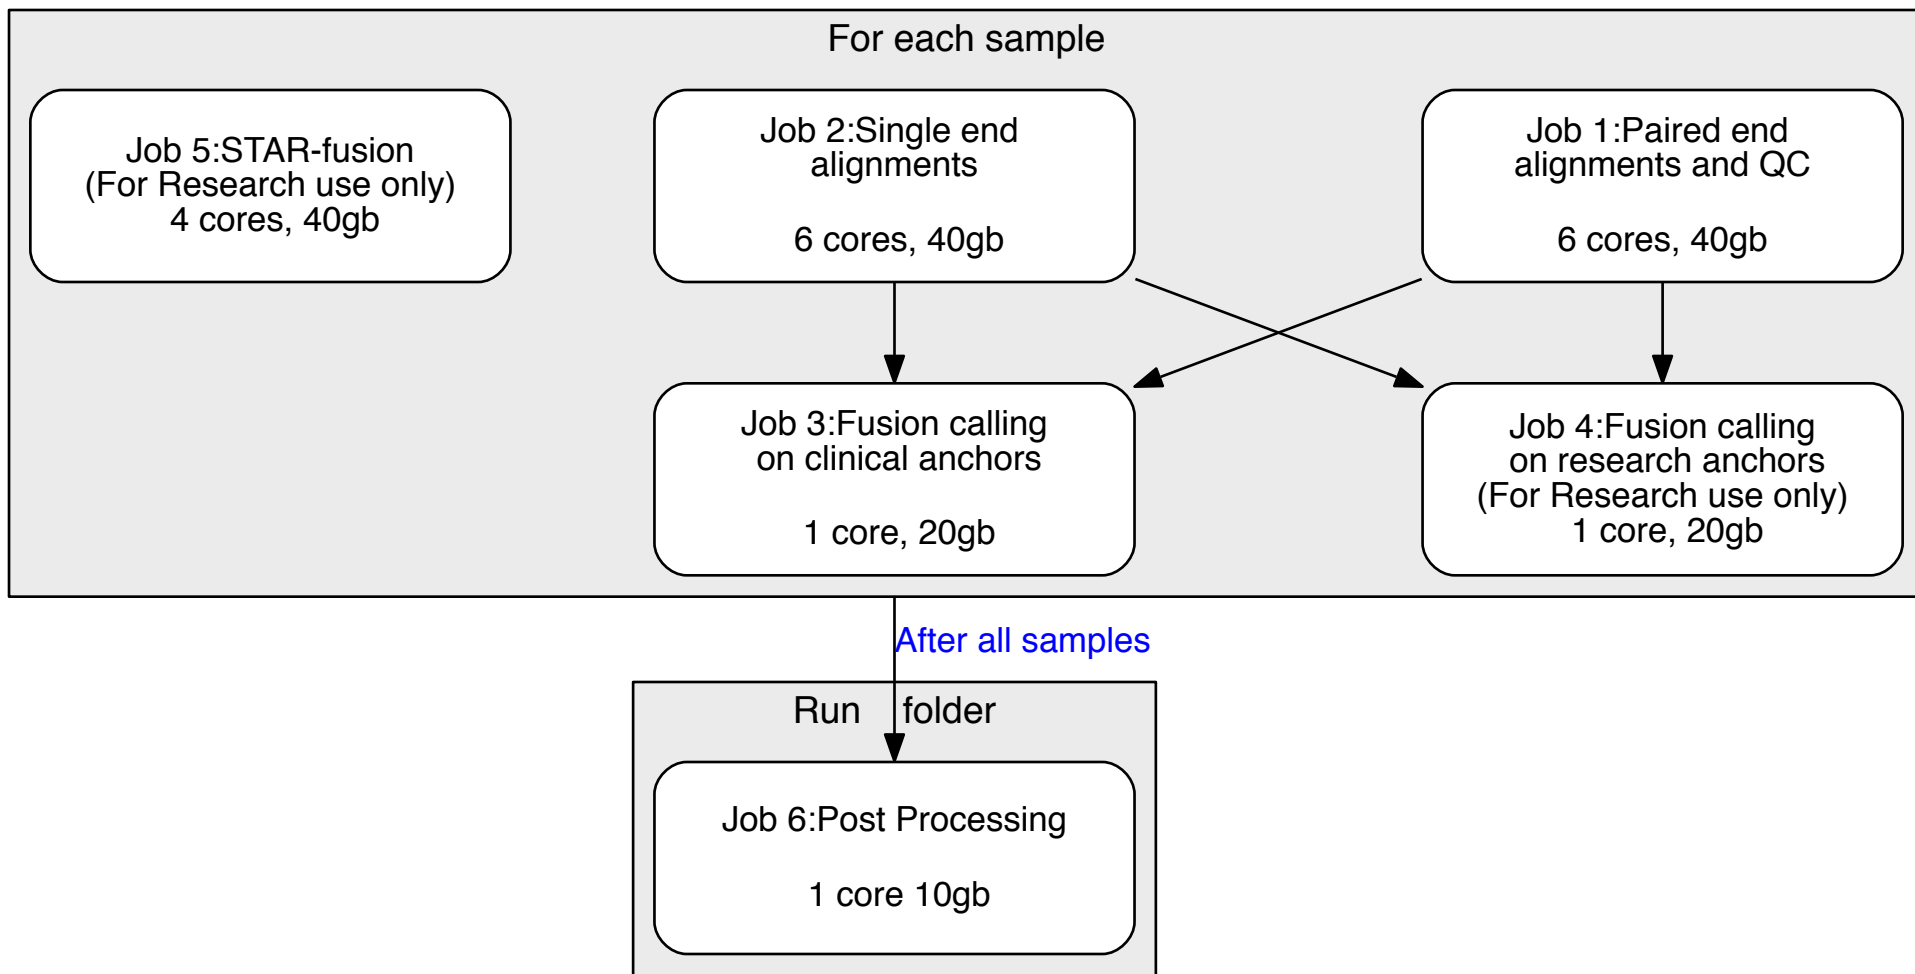 For each sample
Job 5:STAR-fusion
(For Research use only)
4 cores, 40gb
Job 2:Single end
alignments
6 cores, 40gb
Job 1:Paired end
alignments and QC
6 cores, 40gb
Job 3:Fusion calling
on clinical anchors
1 core, 20gb
Job 4:Fusion calling
on research anchors
(For Research use only)
1 core, 20gb
After all samples
Run folder
Job 6:Post Processing
1 core 10gb